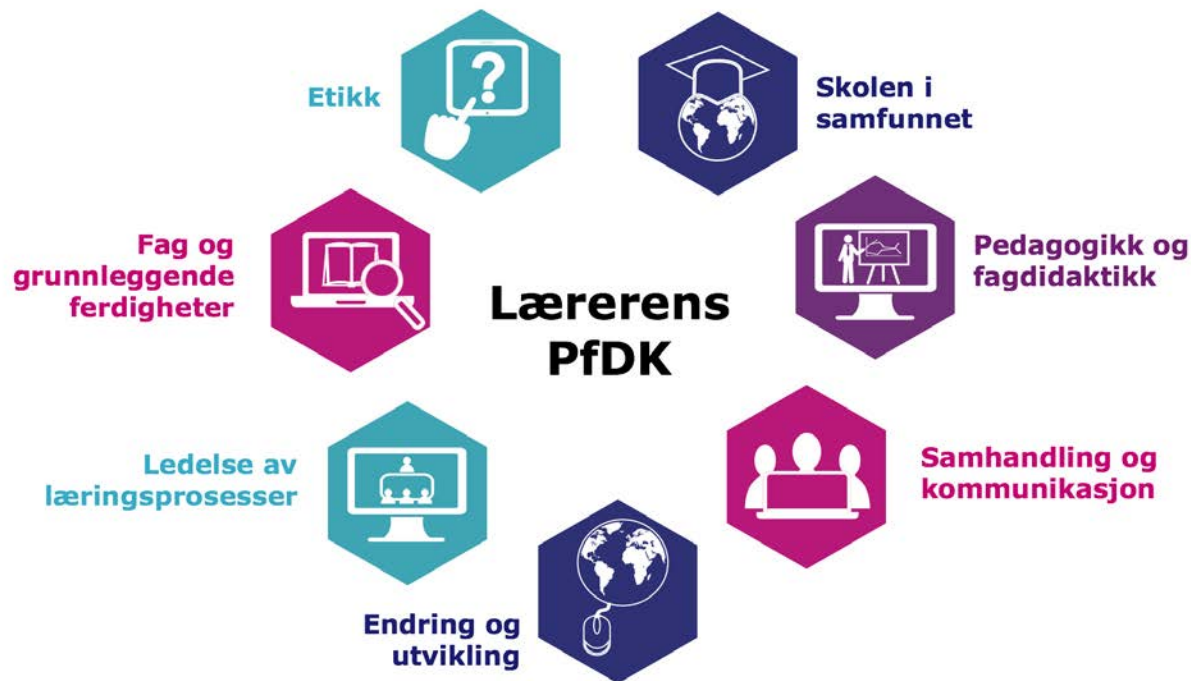 Etikk
Skolen i
samfunnet
Fag og
grunnleggende
ferdigheter
Pedagogikk og
fagdidaktikk
Lærerens
PfDK
Ledelse av
læringsprosesser
Samhandling og
kommunikasjon
Endring og
utvikling